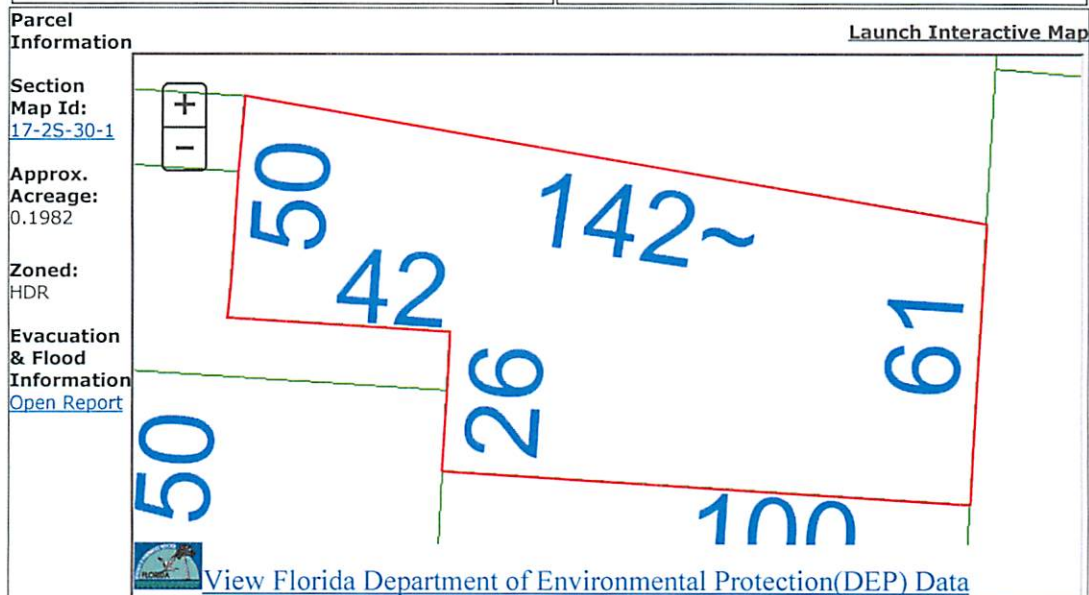 Parcel
Information
Launch Interactive Map
Section
Map Id:
17-2S-30-1
Approx.
Acreage:
0.1982
Zoned:
HDR
Evacuation
& Flood
Information
Open Report
+
−
50
142~
42
61
26
50
100
FLORIDA
View Florida Department of Environmental Protection(DEP) Data